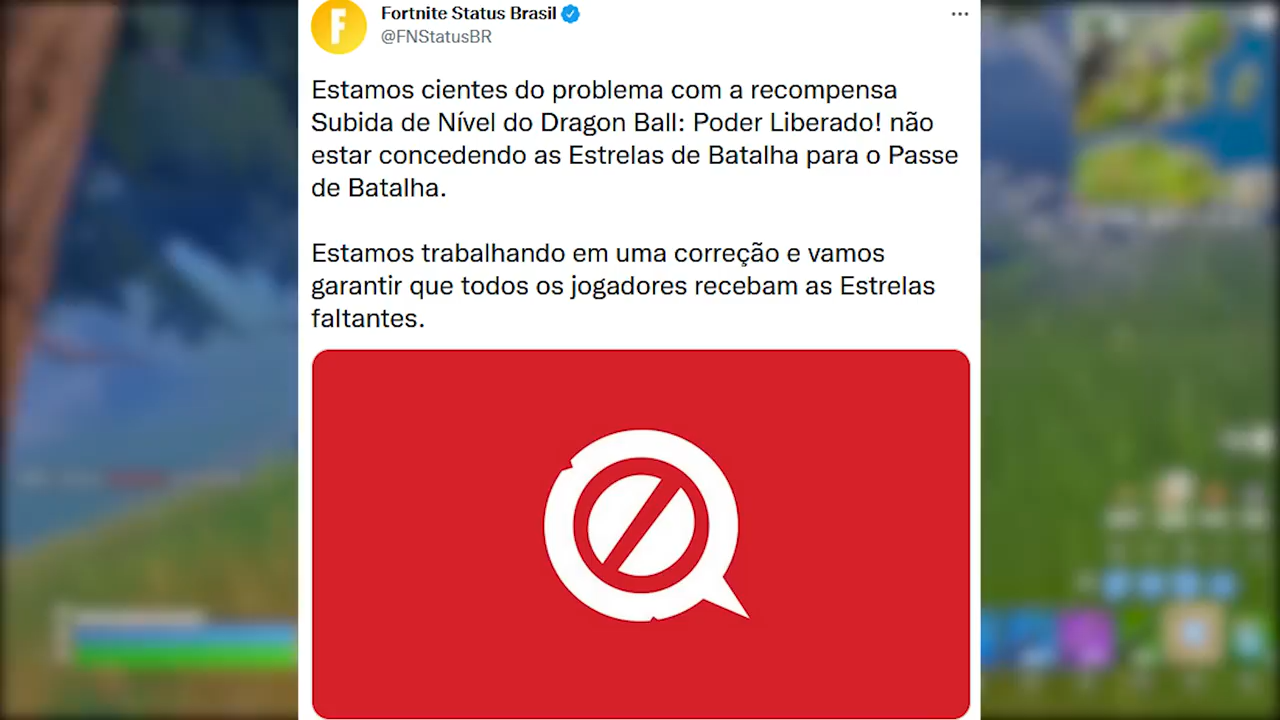 Fortnite Status Brasil
@FNStatusBR
Estamos cientes do problema com a recompensa
Subida de Nível do Dragon Ball: Poder Liberado! não
estar concedendo as Estrelas de Batalha para o Passe
de Batalha.
Estamos trabalhando em uma correção e vamos
garantir que todos os jogadores recebam as Estrelas
faltantes.